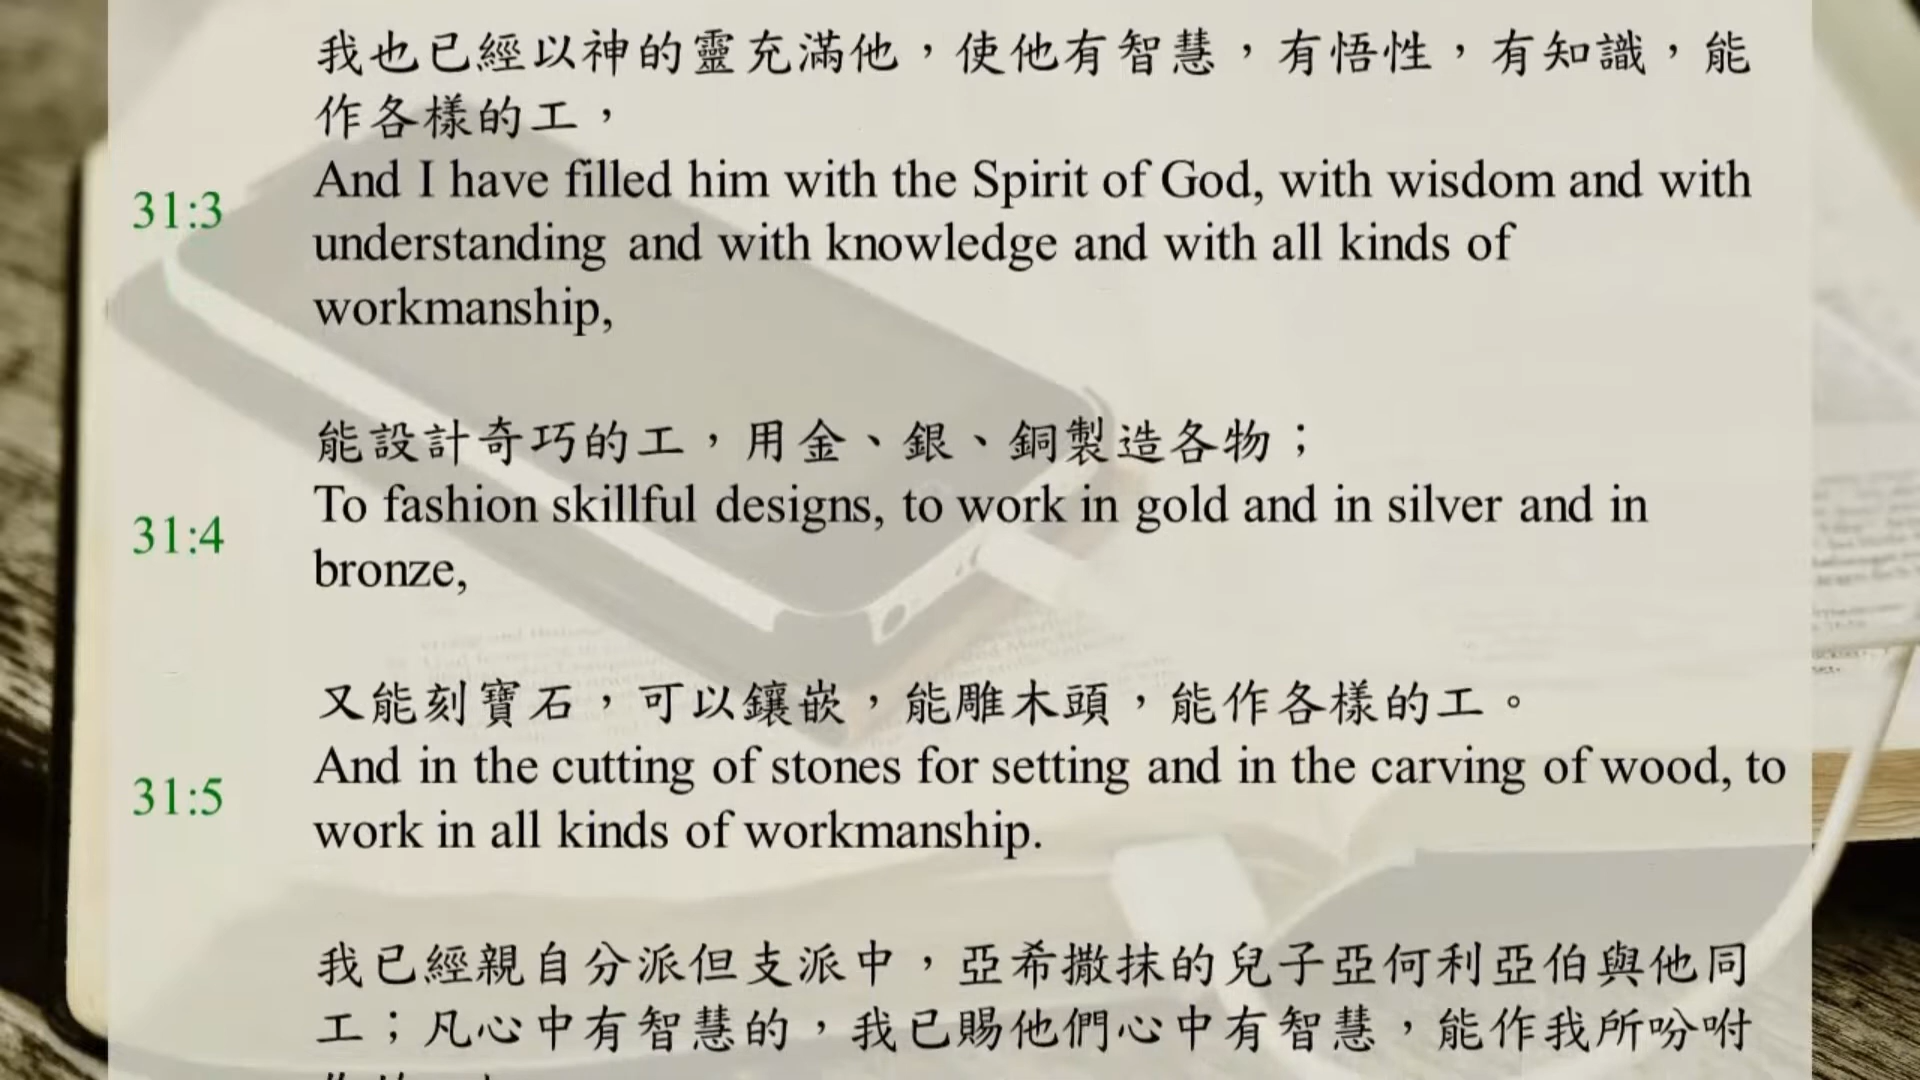 我也已經以神的靈充滿他，使他有智慧，有悟性，有知識，能
作各樣的工，
31:3
And I have filled him with the Spirit of God, with wisdom and with
understanding and with knowledge and with all kinds of
workmanship,
能設計奇巧的工，用金、銀、銅製造各物；
31:4
To fashion skillful designs, to work in gold and in silver and in
bronze,
又能刻寶石，可以鑲嵌，能雕木頭，能作各樣的工。
31:5
And in the cutting of stones for setting and in the carving of wood, to
work in all kinds of workmanship.
我已經親自分派但支派中，亞希撒抹的兒子亞何利亞伯與他同
工；凡心中有智慧的，我已賜他們心中有智慧，能作我所吩咐